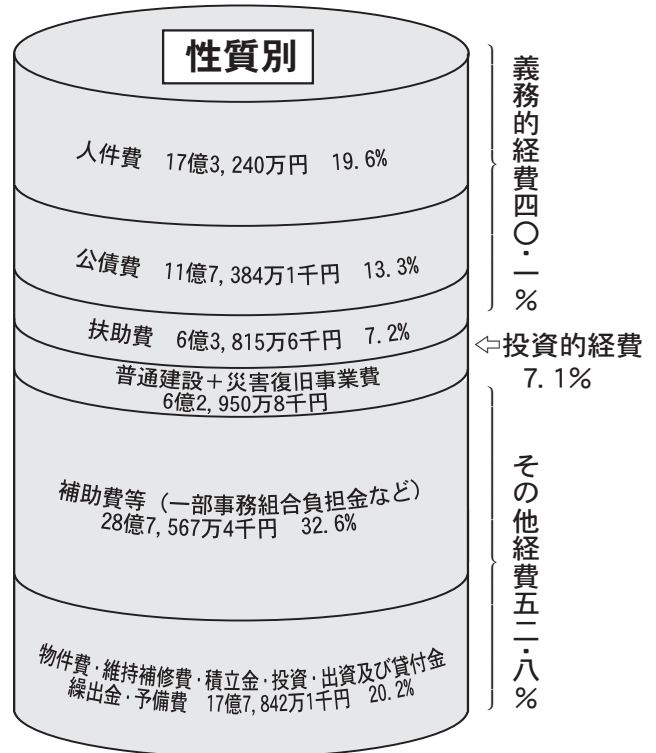 性質別
人件費　17億3,240万円　19.6%
公債費　11億7,384万1千円　13.3%
扶助費　6億3,815万6千円　7.2%
普通建設＋災害復旧事業費
6億2,950万8千円
補助費等（一部事務組合負担金など）
28億7,567万4千円　32.6%
物件費・維持補修費・積立金・投資・出資及び貸付金
繰出金・予備費　17億7,842万1千円　20.2%
義務的経費四〇・一%
⇦投資的経費
7.1%
その他経費五二・八%